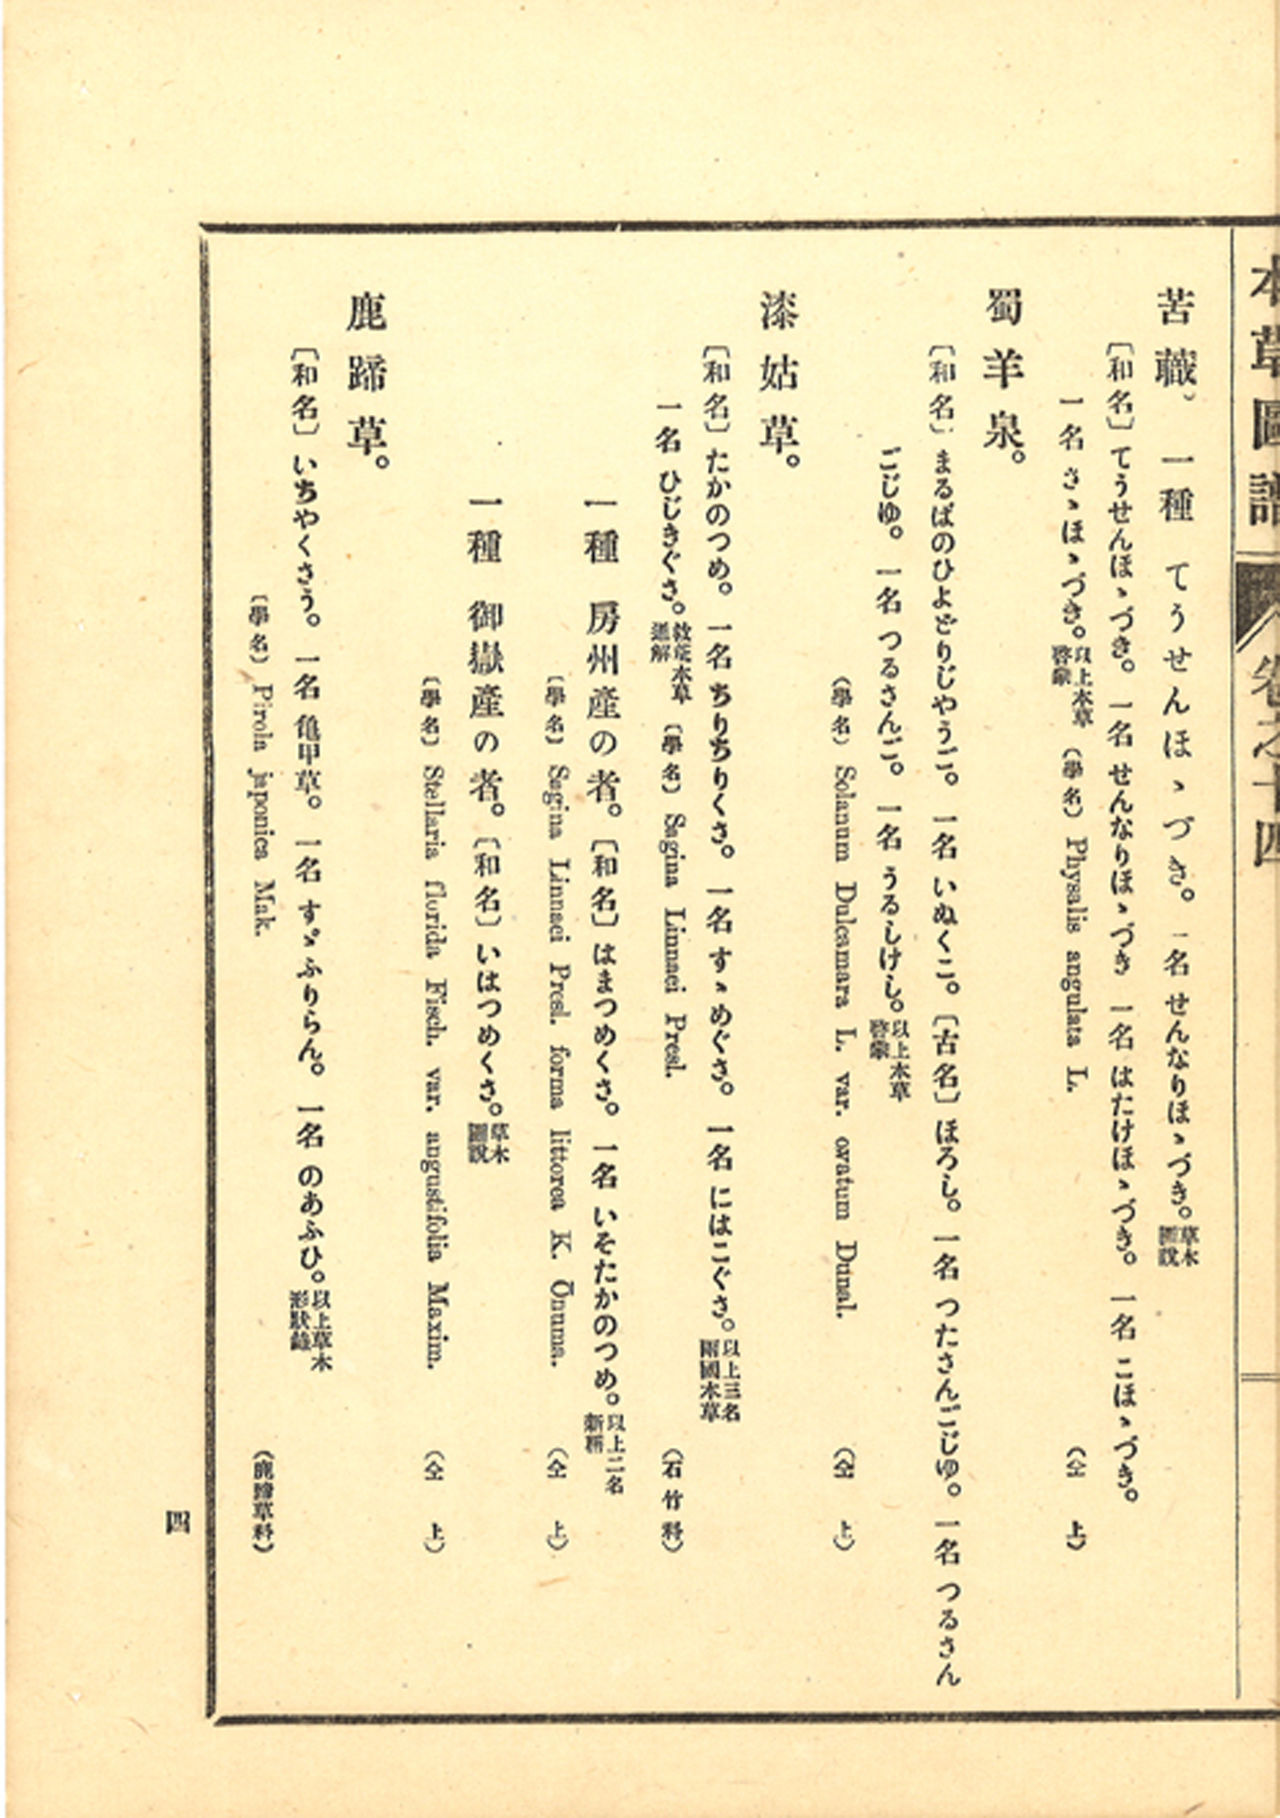 本草圖譜 卷之十四
苦蘵、一種 てうせんほゝづき。一名 せんなりほゝづき。草木圖說
〔和名〕てうせんほゝづき。一名 せんなりほゝづき 一名 はたけほゝづき。一名 こほゝづき。
一名 さゝほゝづき。以上本草啓蒙 （學名）Physalis angulata L. （仝上）
蜀羊泉。
〔和名〕まるばのひよどりじやうご。一名 いぬくこ。〔古名〕ほろし。一名 つたさんごじゆ。一名 つるさん
ごじゆ。一名 つるさんご。一名 うるしけし。以上本草啓蒙
（學名）Solanum Dulcamara L. var. ovatum Dunal. （仝上）
漆姑草。
〔和名〕たかのつめ。一名 ちりちりくさ。一名 すゞめぐさ。一名 にはこぐさ。以上三名兩國本草
一名 ひじきぐさ。救荒本草通解 （學名）Sagina Linnaei Presl. （石竹科）
一種 房州產の者。〔和名〕はまつめくさ。一名 いそたかのつめ。以上二名新稱
（學名）Sagina Linnaei Presl. forma littorea K. Ōnuma. （仝上）
一種 御嶽產の者。〔和名〕いはつめくさ。草木圖說
（學名）Stellaria florida Fisch. var. angustifolia Maxim. （仝上）
鹿蹄草。
〔和名〕いちやくさう。一名 亀甲草。一名 すゞふりらん。一名 のあふひ。以上草木形狀錄
（學名）Pirola japonica Mak. （鹿蹄草科）
四